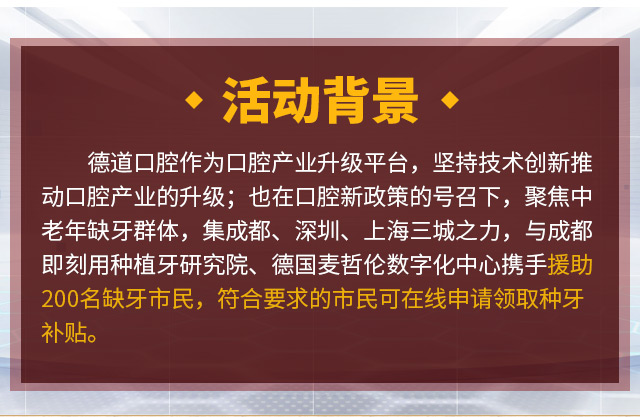 活动背景
德道口腔作为口腔产业升级平台，坚持技术创新推
动口腔产业的升级；也在口腔新政策的号召下，聚焦中
老年缺牙群体，集成都、深圳、上海三城之力，与成都
即刻用种植牙研究院、德国麦哲伦数字化中心携手援助
200名缺牙市民，符合要求的市民可在线申请领取种牙
补贴。